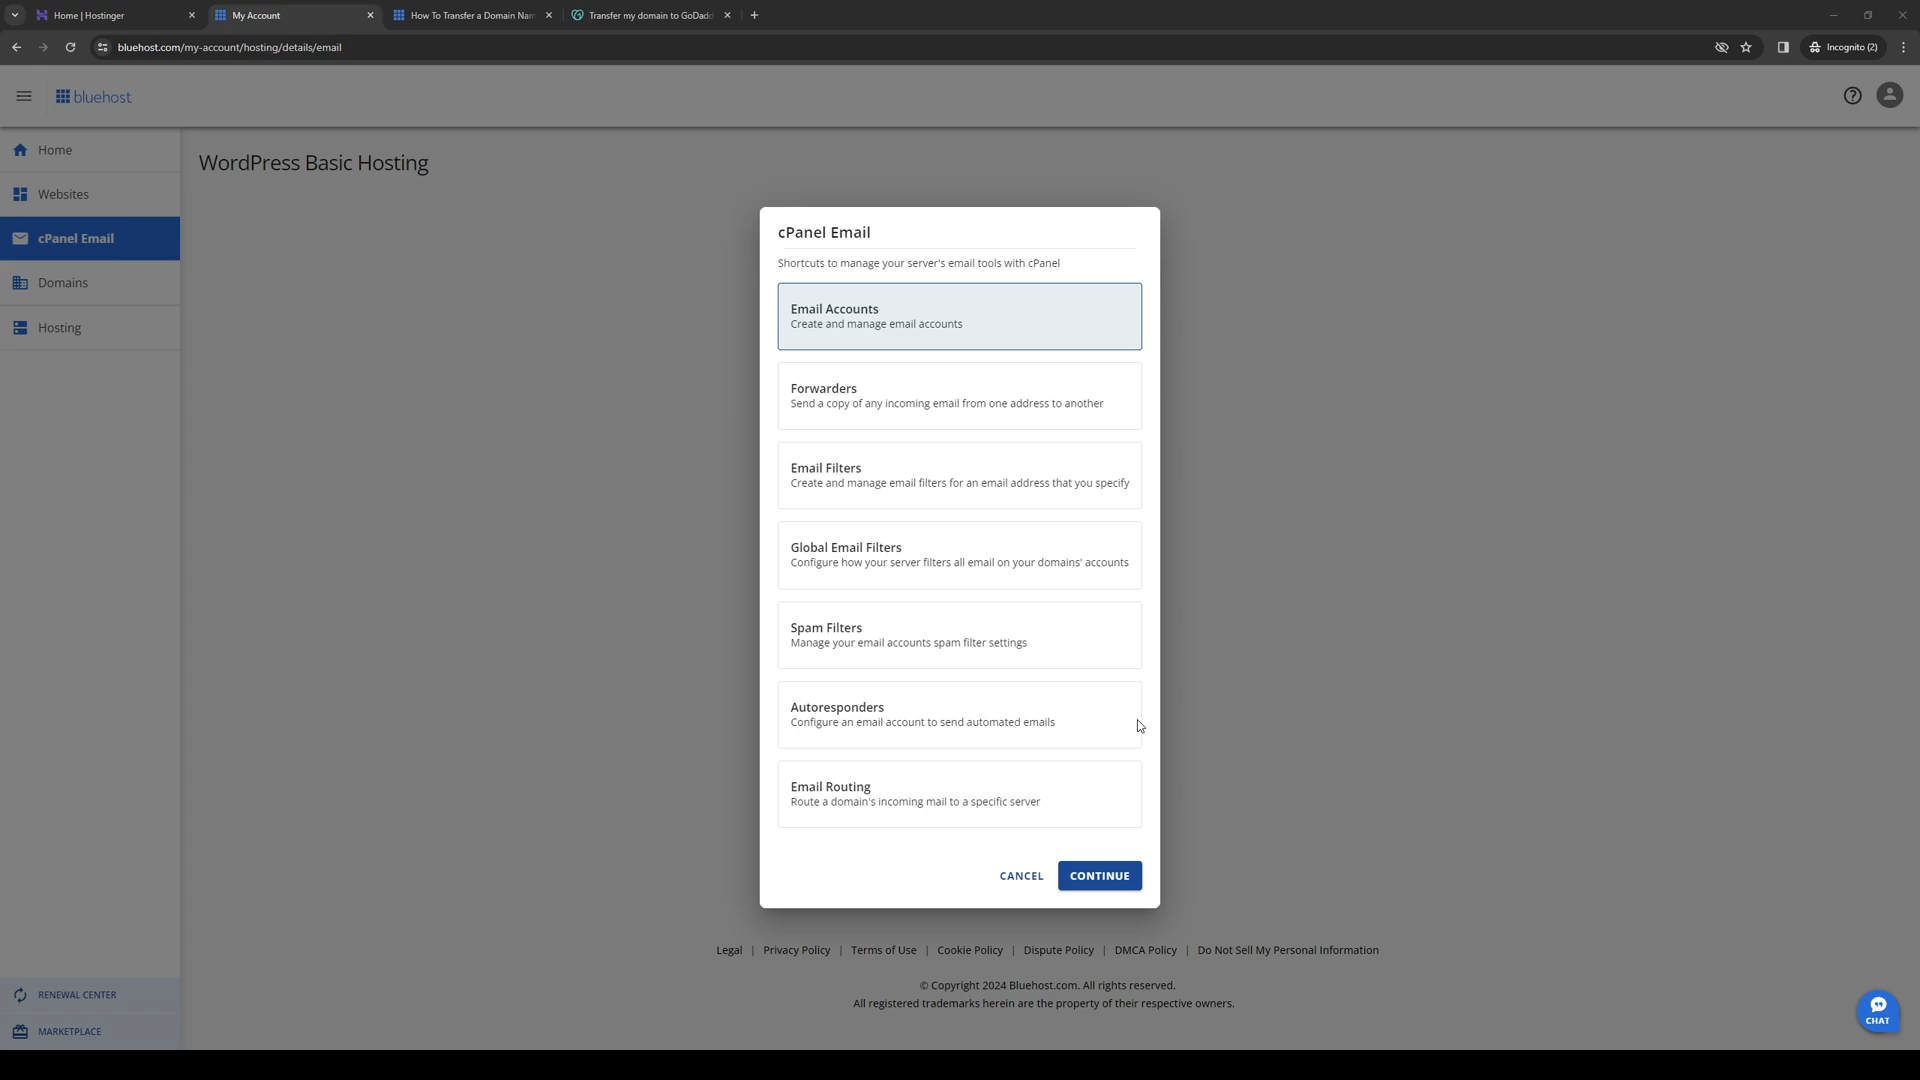 Home | Hostinger
My Account
How To Transfer a Domain Nam
Transfer my domain to GoDadd
bluehost.com/my-account/hosting/details/email
Incognito (2)
bluehost
Home
Websites
cPanel Email
Domains
Hosting
WordPress Basic Hosting
cPanel Email
Shortcuts to manage your server's email tools with cPanel
Email Accounts
Create and manage email accounts
Forwarders
Send a copy of any incoming email from one address to another
Email Filters
Create and manage email filters for an email address that you specify
Global Email Filters
Configure how your server filters all email on your domains' accounts
Spam Filters
Manage your email accounts spam filter settings
Autoresponders
Configure an email account to send automated emails
Email Routing
Route a domain's incoming mail to a specific server
CANCEL
CONTINUE
Legal | Privacy Policy | Terms of Use | Cookie Policy | Dispute Policy | DMCA Policy | Do Not Sell My Personal Information
© Copyright 2024 Bluehost.com. All rights reserved.
All registered trademarks herein are the property of their respective owners.
RENEWAL CENTER
MARKETPLACE
CHAT